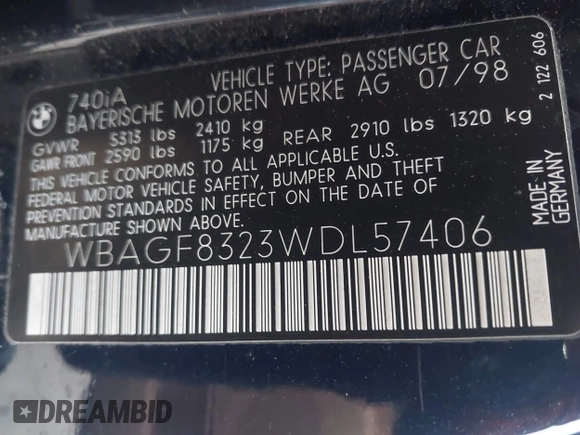 740iA
VEHICLE TYPE: PASSENGER CAR
BAYERISCHE MOTOREN WERKE AG 07/98
GVWR 5313 lbs 2410 kg
GAWR FRONT 2590 lbs 1175 kg REAR 2910 lbs 1320 kg
THIS VEHICLE CONFORMS TO ALL APPLICABLE U.S.
FEDERAL MOTOR VEHICLE SAFETY, BUMPER AND THEFT
PREVENTION STANDARDS IN EFFECT ON THE DATE
OF MANUFACTURE SHOWN ABOVE.
WBAGF8323WDL57406
MADE IN GERMANY
2 122 606
DREAMBID